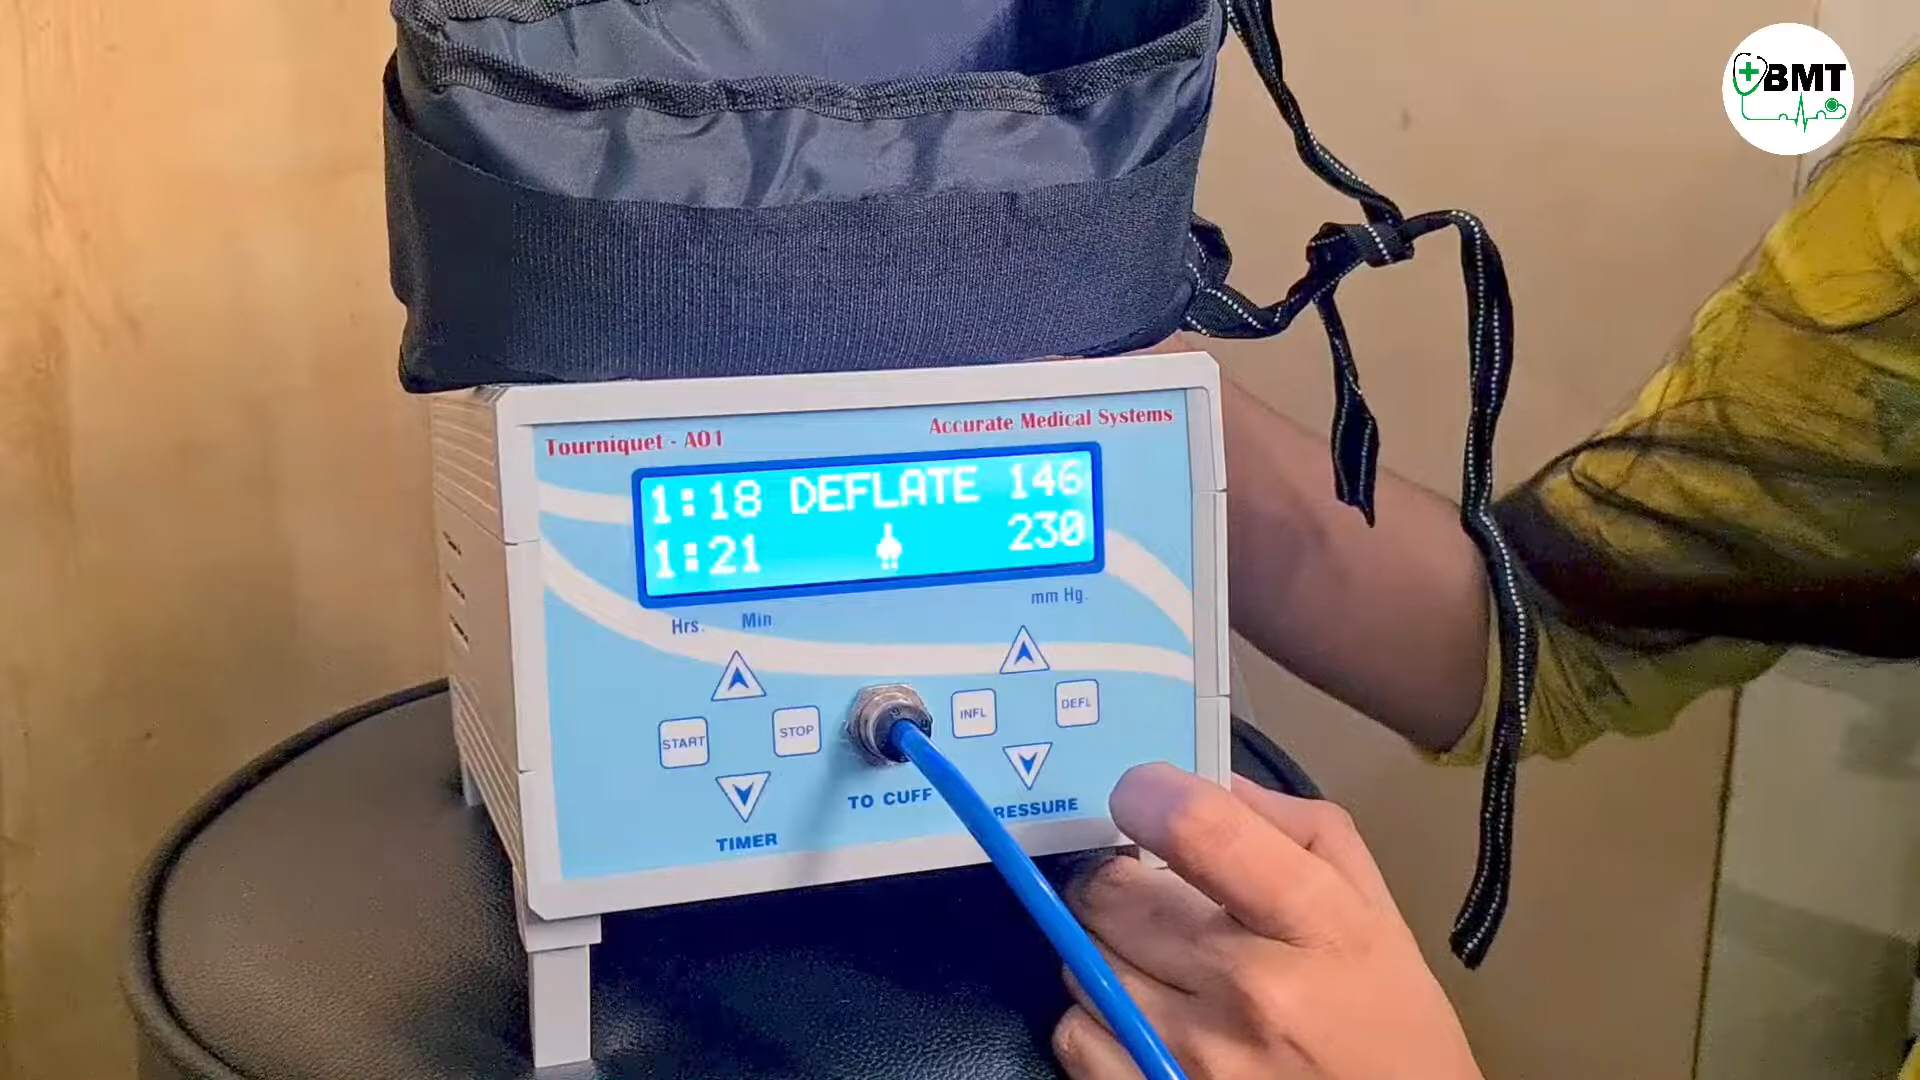 BMT
Tourniquet - A01
Accurate Medical Systems
1:18 DEFLATE 146
1:21 230
Hrs. Min mm Hg.
START STOP INFL DEFL
TO CUFF RESSURE
TIMER